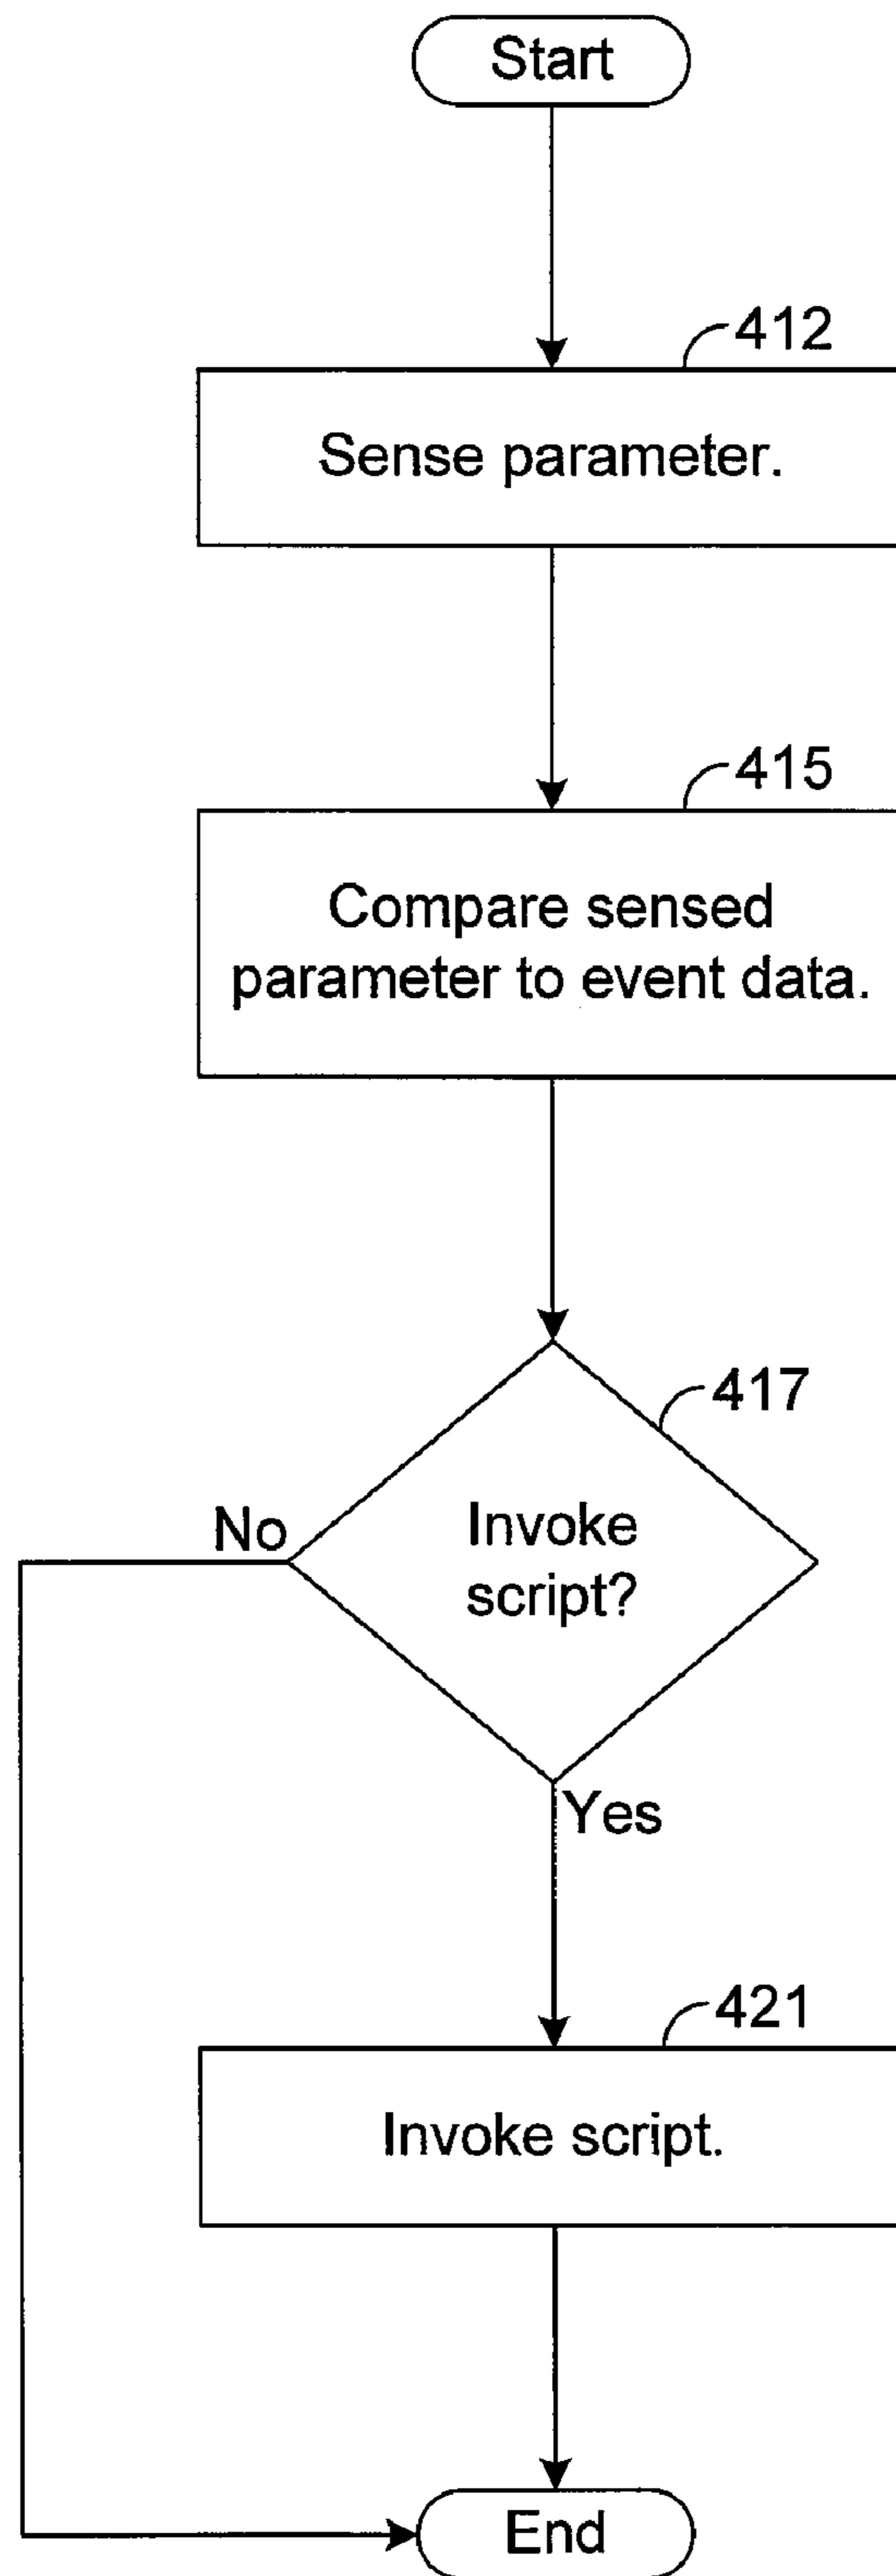 Start
412
Sense parameter.
415
Compare sensed
parameter to event data.
417
No
Invoke
script?
Yes
421
Invoke script.
End